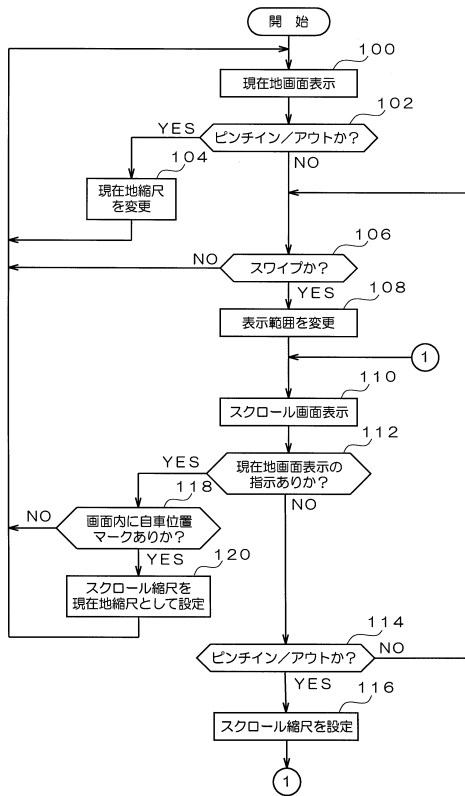 開 始
100
現在地画面表示
102
ピンチイン／アウトか？
YES
NO
104
現在地縮尺
を変更
106
スワイプか？
NO
YES
108
表示範囲を変更
1
110
スクロール画面表示
112
現在地画面表示の
指示ありか？
YES
NO
118
画面内に自車位置
マークありか？
NO
YES
120
スクロール縮尺を
現在地縮尺として設定
114
ピンチイン／アウトか？
NO
YES
116
スクロール縮尺を設定
1